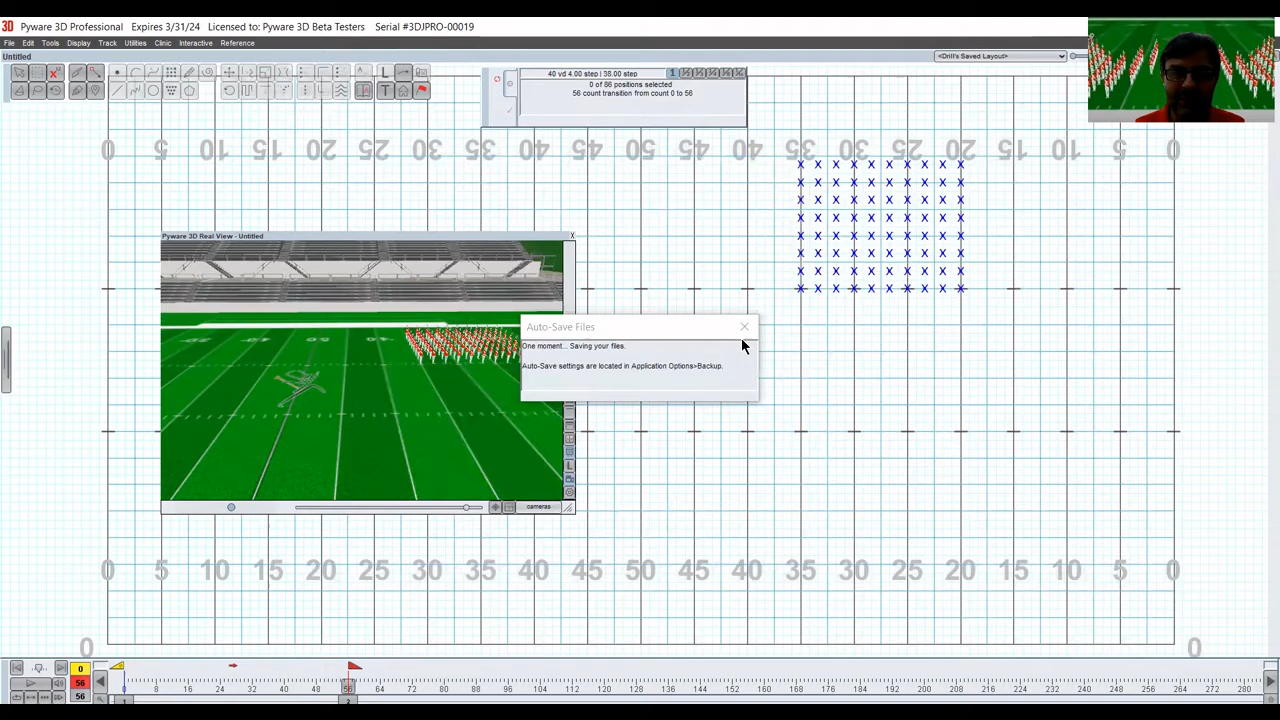 3D Pyware 3D Professional Expires 3/31/24 Licensed to: Pyware 3D Beta Testers Serial #3DJPRO-00019
File Edit Tools Display Track Utilities Clinic Interactive Reference
Untitled
<Drill's Saved Layout>
40 yd 4.00 step | 38.00 step
0 of 86 positions selected
56 count transition from count 0 to 56
0 5 10 15 20 25 30 35 40 45 50 45 40 35 30 25 20 15 10 5 0
X X X X X X X X X X
X X X X X X X X X X
X X X X X X X X X X
X X X X X X X X X X
X X X X X X X X X X
X X X X X X X X X X
X X X X X X X X X X
X X X X X X X X X X
Pyware 3D Real View - Untitled X
Auto-Save Files
One moment... Saving your files.
Auto-Save settings are located in Application Options>Backup.
cameras
0 5 10 15 20 25 30 35 40 45 50 45 40 35 30 25 20 15 10 5 0
0 0
0
56
56
0 8 16 24 32 40 48 56 64 72 80 88 96 104 112 120 128 136 144 152 160 168 176 184 192 200 208 216 224 232 240 248 256 264 272 280
1 2